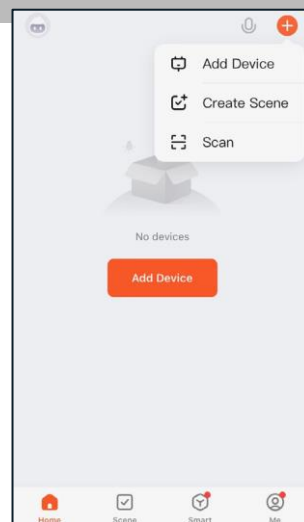 Add Device
Create Scene
Scan
No devices
Add Device
Home
Scene
Smart
Me